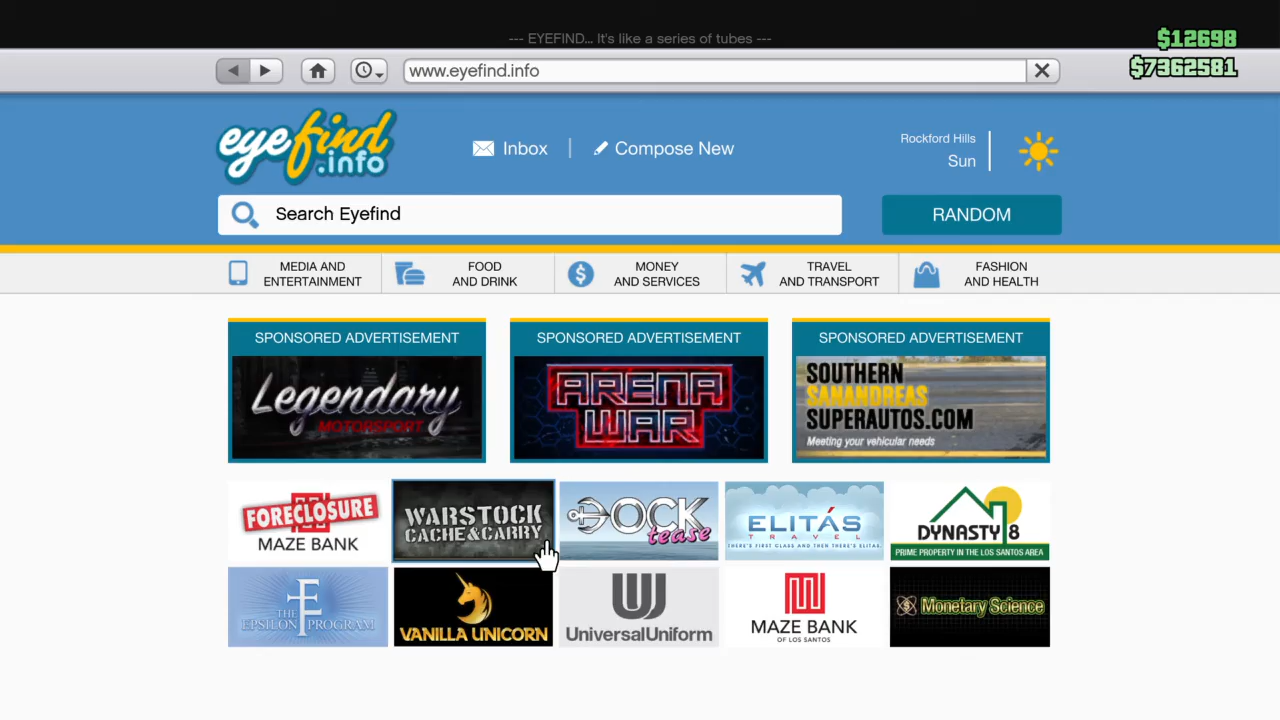 --- EYEFIND... It's like a series of tubes ---
$12698
$7362581
www.eyefind.info
eyefind
.info
Inbox
Compose New
Rockford Hills
Sun
Search Eyefind
RANDOM
MEDIA AND
ENTERTAINMENT
FOOD
AND DRINK
MONEY
AND SERVICES
TRAVEL
AND TRANSPORT
FASHION
AND HEALTH
SPONSORED ADVERTISEMENT
Legendary
MOTORSPORT
SPONSORED ADVERTISEMENT
ARENA
WAR
SPONSORED ADVERTISEMENT
SOUTHERN
SANANDREAS
SUPERAUTOS.COM
Meeting your vehicular needs
FORECLOSURE
MAZE BANK
WARSTOCK
CACHE&CARRY
DOCK
tease
ELITÁS
TRAVEL
THERE'S FIRST CLASS AND THEN THERE'S ELITAS.
DYNASTY 8
PRIME PROPERTY IN THE LOS SANTOS AREA
THE
EPSILON PROGRAM
VANILLA UNICORN
UniversalUniform
MAZE BANK
OF LOS SANTOS
Monetary Science